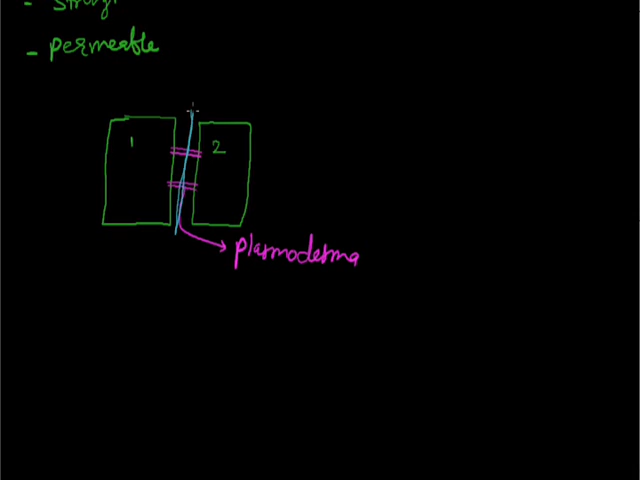 -
- permeable
1 2
plasmoderma